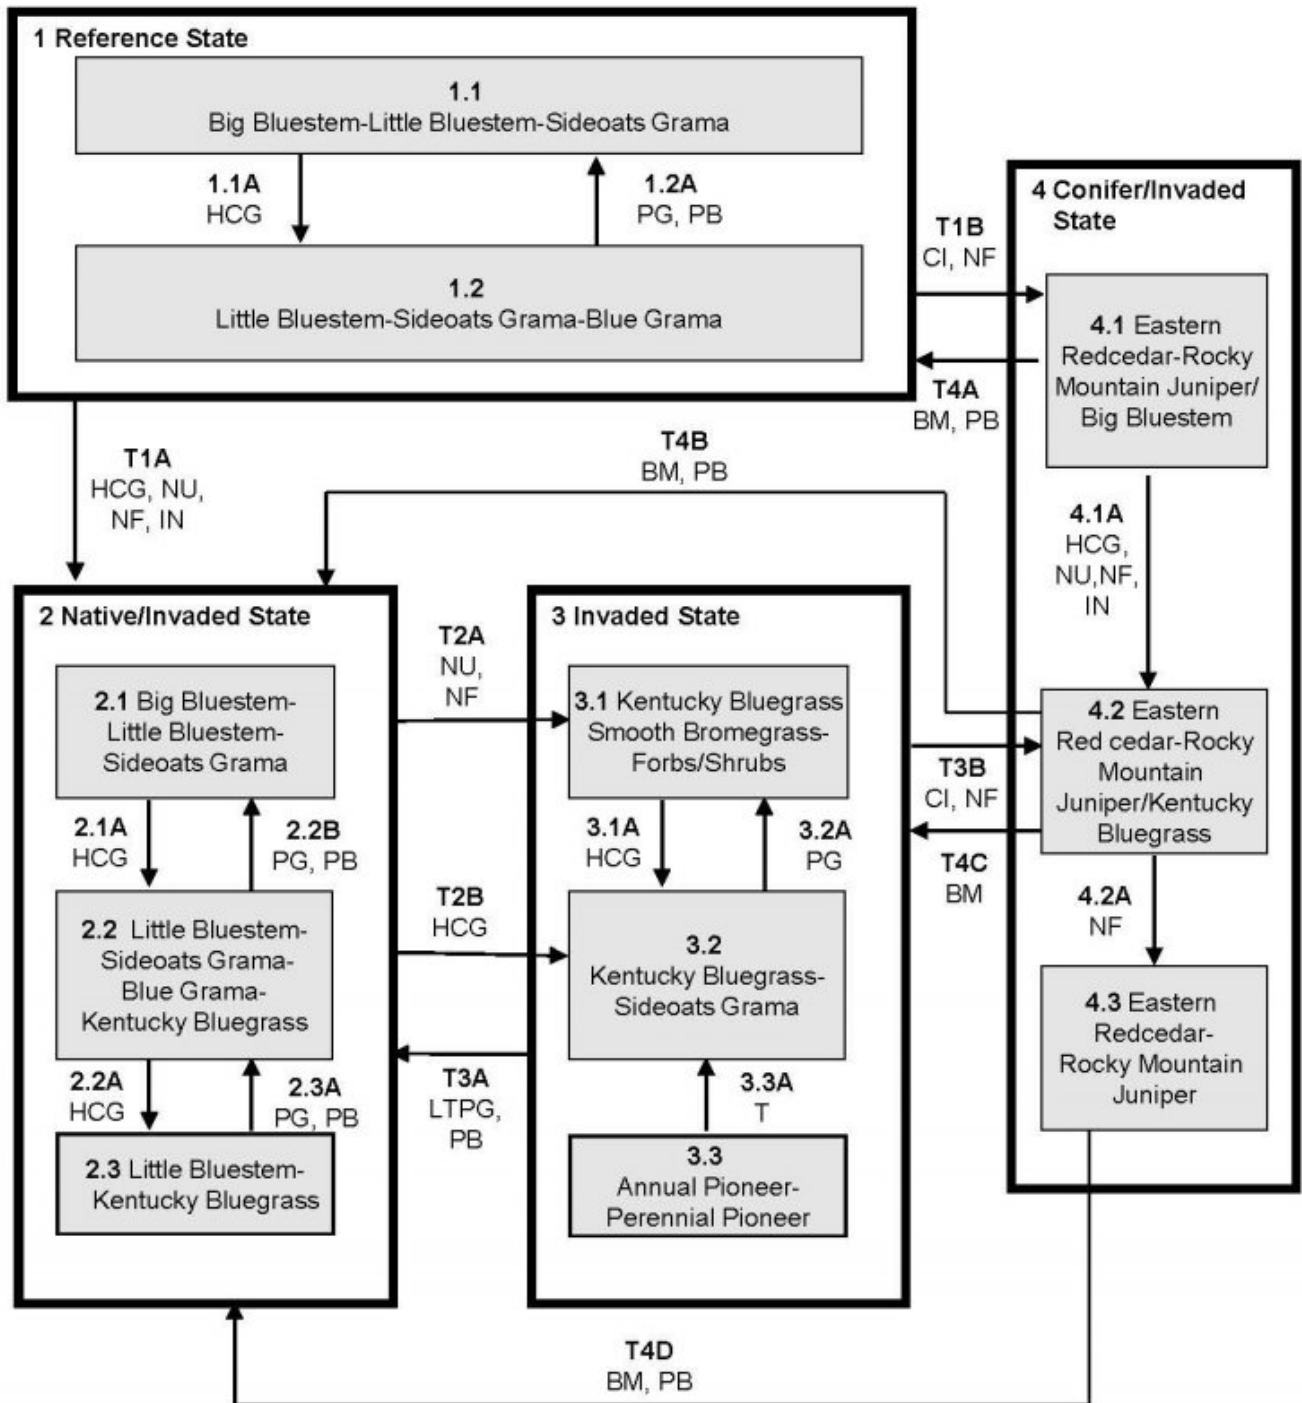 1 Reference State
1.1
Big Bluestem-Little Bluestem-Sideoats Grama
1.1A
HCG
1.2A
PG, PB
1.2
Little Bluestem-Sideoats Grama-Blue Grama
T1B
CI, NF
T4A
BM, PB
4 Conifer/Invaded
State
4.1 Eastern
Redcedar-Rocky
Mountain Juniper/
Big Bluestem
T1A
HCG, NU,
NF, IN
T4B
BM, PB
4.1A
HCG,
NU,NF,
IN
2 Native/Invaded State
2.1 Big Bluestem-
Little Bluestem-
Sideoats Grama
2.1A
HCG
2.2B
PG, PB
2.2 Little Bluestem-
Sideoats Grama-
Blue Grama-
Kentucky Bluegrass
2.2A
HCG
2.3A
PG, PB
2.3 Little Bluestem-
Kentucky Bluegrass
T2A
NU,
NF
T2B
HCG
T3A
LTPG,
PB
3 Invaded State
3.1 Kentucky Bluegrass
Smooth Bromegrass-
Forbs/Shrubs
3.1A
HCG
3.2A
PG
3.2
Kentucky Bluegrass-
Sideoats Grama
3.3A
T
3.3
Annual Pioneer-
Perennial Pioneer
T3B
CI, NF
T4C
BM
4.2 Eastern
Red cedar-Rocky
Mountain
Juniper/Kentucky
Bluegrass
4.2A
NF
4.3 Eastern
Redcedar-
Rocky Mountain
Juniper
T4D
BM, PB